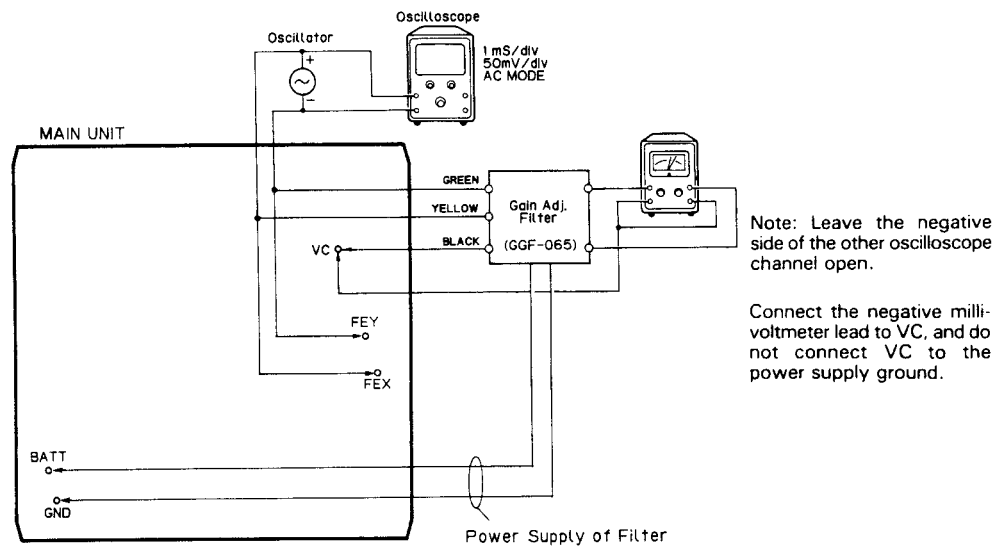 Oscilloscope
Oscillator
1 mS/div
50mV/div
AC MODE
+
−
MAIN UNIT
GREEN
YELLOW
BLACK
Gain Adj.
Filter
(GGF-065)
VC
FEY
FEX
BATT
GND
Power Supply of Filter
Note: Leave the negative
side of the other oscilloscope
channel open.
Connect the negative milli-
voltmeter lead to VC, and do
not connect VC to the
power supply ground.